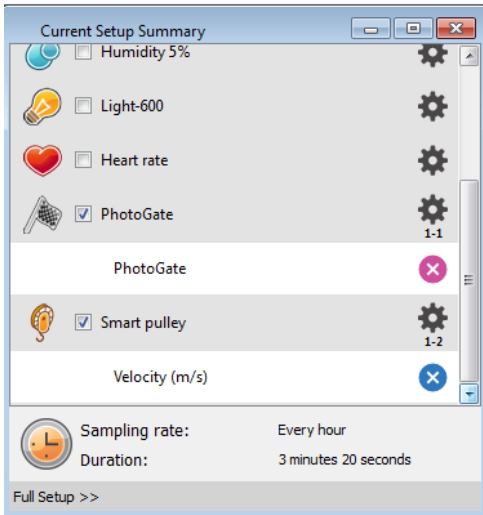 Current Setup Summary
Humidity 5%
Light-600
Heart rate
PhotoGate
1-1
PhotoGate
Smart pulley
1-2
Velocity (m/s)
Sampling rate: Every hour
Duration: 3 minutes 20 seconds
Full Setup >>